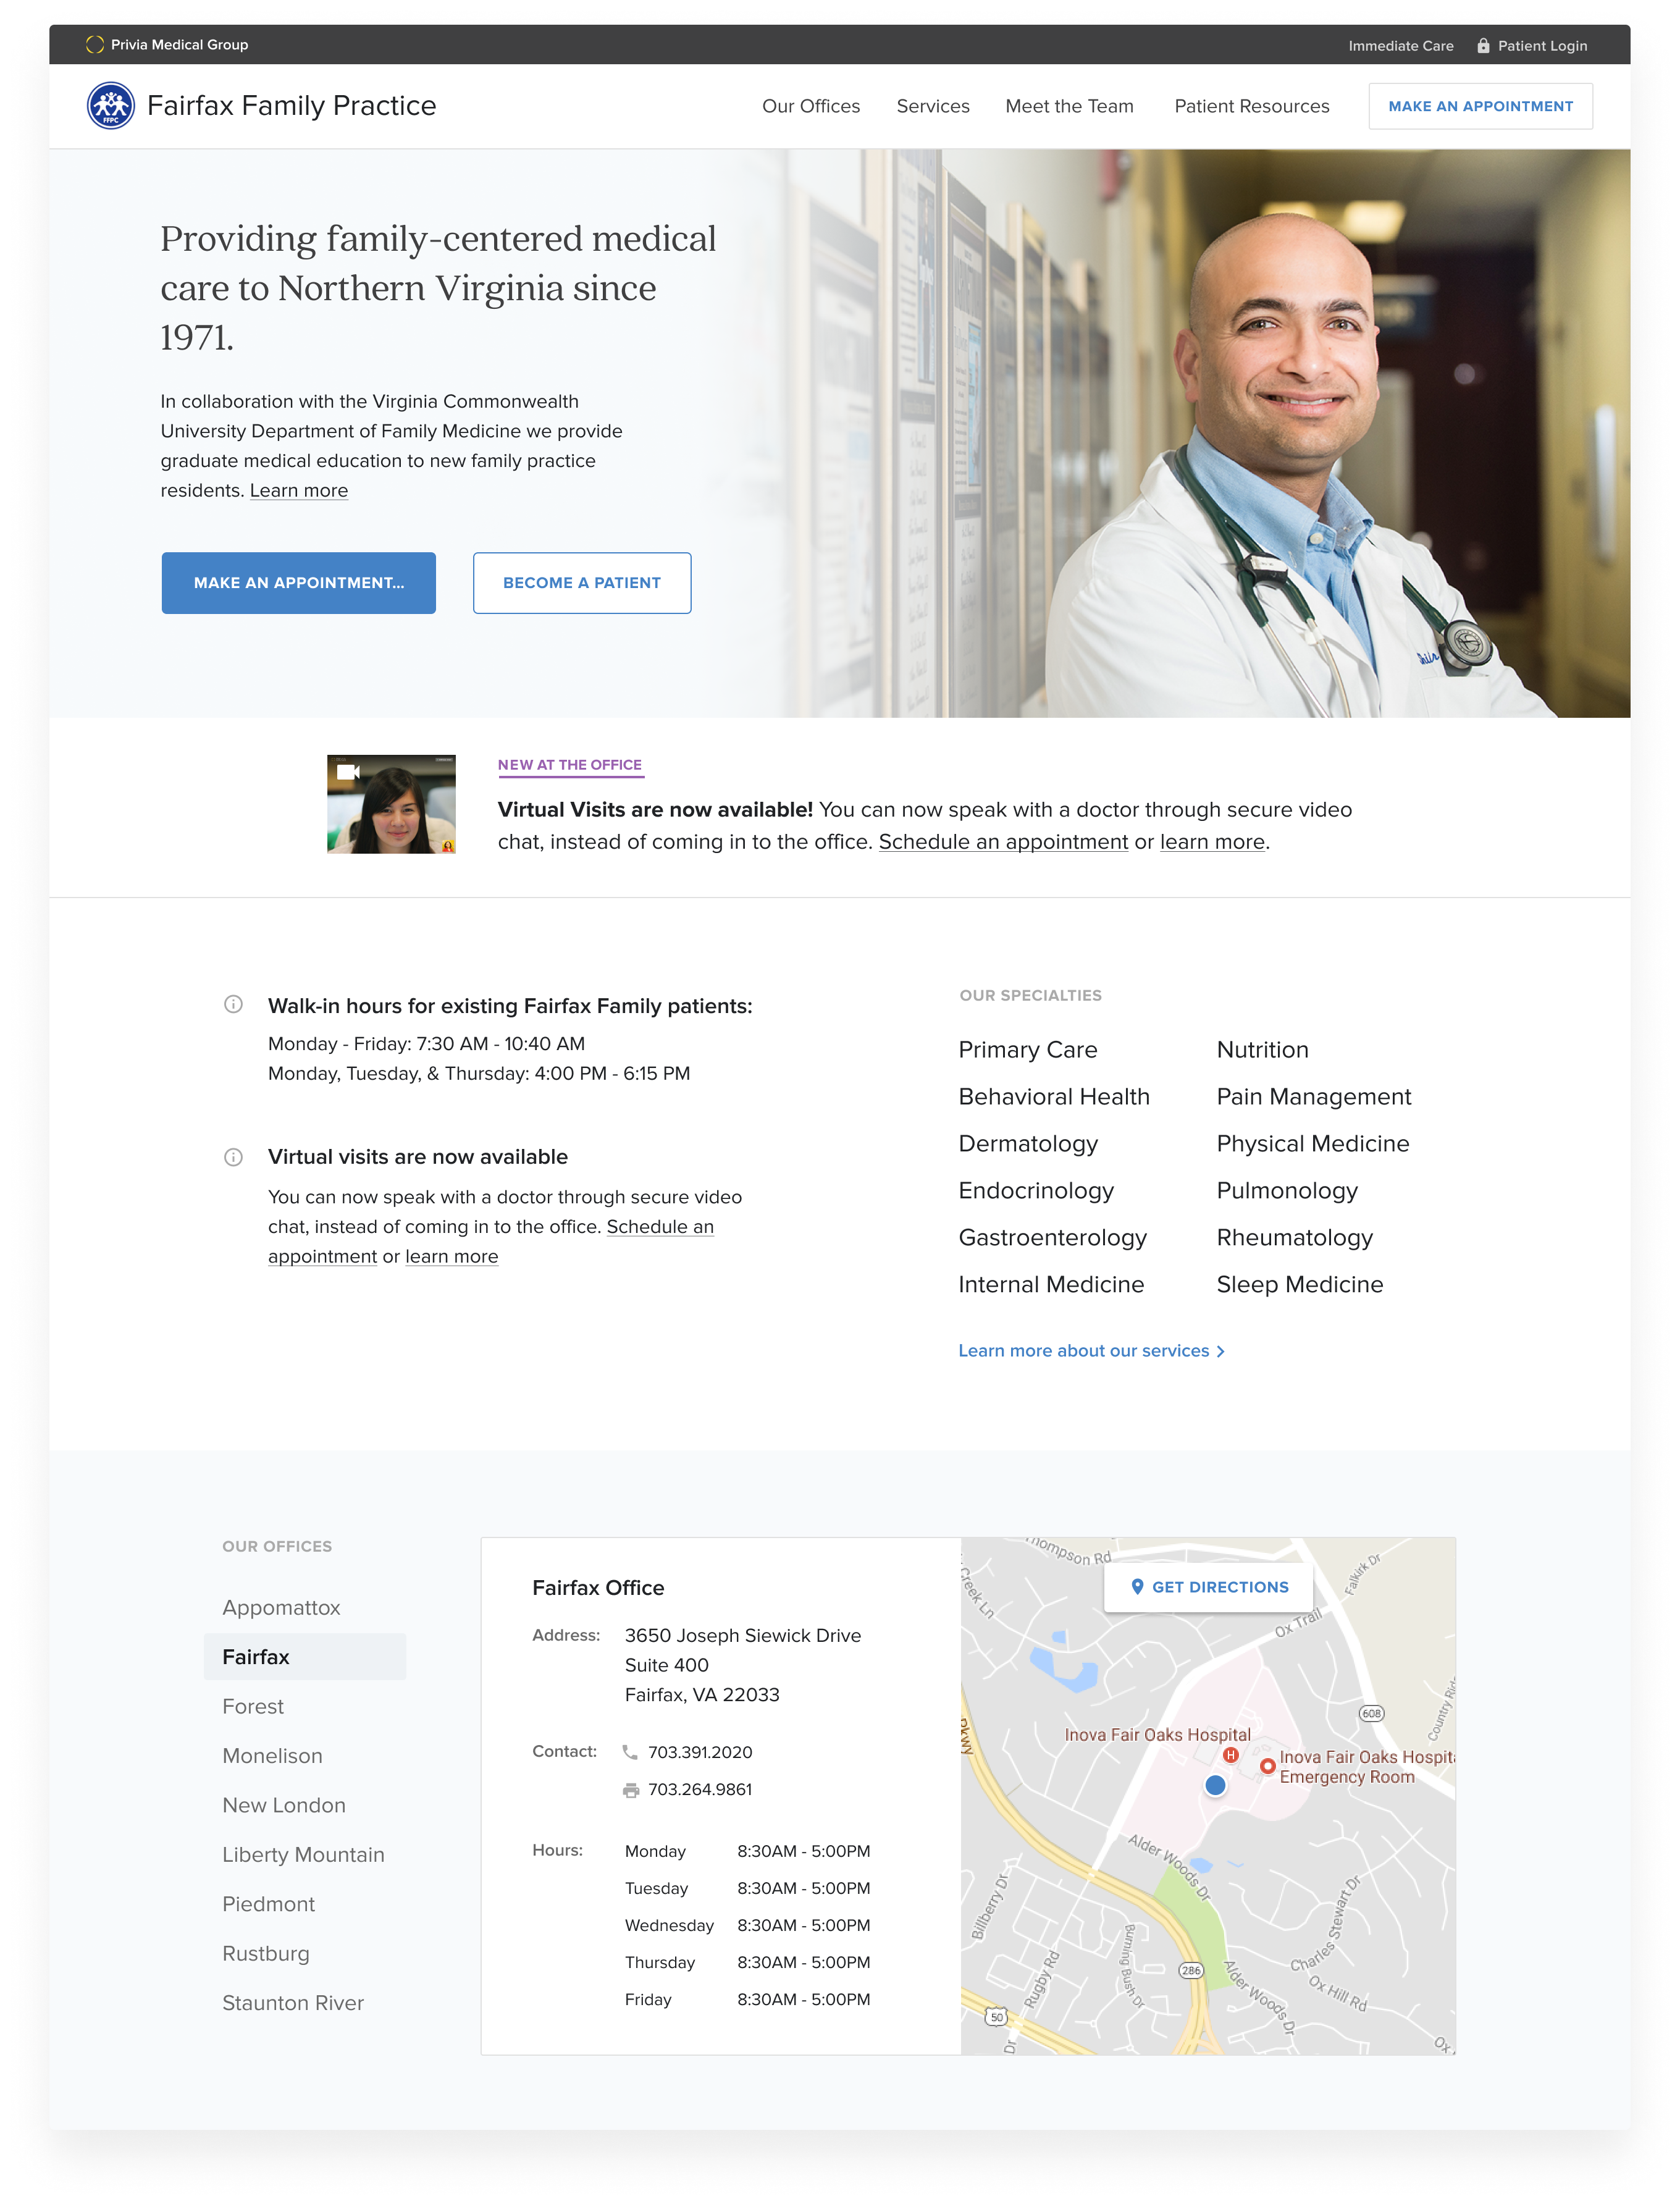 Privia Medical Group
Immediate Care
Patient Login
FFPC
Fairfax Family Practice
Our Offices
Services
Meet the Team
Patient Resources
MAKE AN APPOINTMENT
Providing family-centered medical
care to Northern Virginia since
1971.
In collaboration with the Virginia Commonwealth
University Department of Family Medicine we provide
graduate medical education to new family practice
residents. Learn more
MAKE AN APPOINTMENT...
BECOME A PATIENT
NEW AT THE OFFICE
Virtual Visits are now available! You can now speak with a doctor through secure video
chat, instead of coming in to the office. Schedule an appointment or learn more.
Walk-in hours for existing Fairfax Family patients:
Monday - Friday: 7:30 AM - 10:40 AM
Monday, Tuesday, & Thursday: 4:00 PM - 6:15 PM
Virtual visits are now available
You can now speak with a doctor through secure video
chat, instead of coming in to the office. Schedule an
appointment or learn more
OUR SPECIALTIES
Primary Care
Behavioral Health
Dermatology
Endocrinology
Gastroenterology
Internal Medicine
Nutrition
Pain Management
Physical Medicine
Pulmonology
Rheumatology
Sleep Medicine
Learn more about our services >
OUR OFFICES
Appomattox
Fairfax
Forest
Monelison
New London
Liberty Mountain
Piedmont
Rustburg
Staunton River
Fairfax Office
Address:
3650 Joseph Siewick Drive
Suite 400
Fairfax, VA 22033
Contact:
703.391.2020
703.264.9861
Hours:
Monday 8:30AM - 5:00PM
Tuesday 8:30AM - 5:00PM
Wednesday 8:30AM - 5:00PM
Thursday 8:30AM - 5:00PM
Friday 8:30AM - 5:00PM
Thompson Rd
GET DIRECTIONS
Falkirk Dr
Creek Ln
Ox Trail
Country Rid
608
Pkwy
Inova Fair Oaks Hospital
H
Inova Fair Oaks Hospita
Emergency Room
Alder Woods Dr
Billberry Dr
Burning Bush Dr
Charles Stewart Dr
286
Rugby Rd
Alder Woods Dr
Ox Hill Rd
50
Dr
Ox